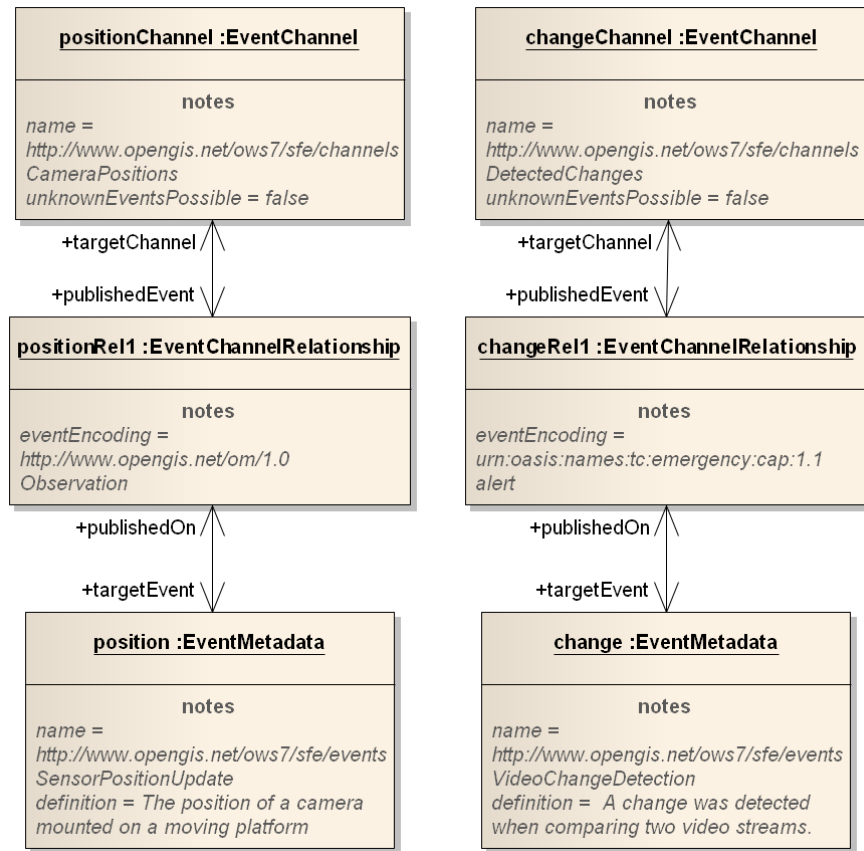 positionChannel :EventChannel
notes
name =
http://www.opengis.net/ows7/sfe/channels
CameraPositions
unknownEventsPossible = false
+targetChannel
+publishedEvent
positionRel1 :EventChannelRelationship
notes
eventEncoding =
http://www.opengis.net/om/1.0
Observation
+publishedOn
+targetEvent
position :EventMetadata
notes
name =
http://www.opengis.net/ows7/sfe/events
SensorPositionUpdate
definition = The position of a camera
mounted on a moving platform
changeChannel :EventChannel
notes
name =
http://www.opengis.net/ows7/sfe/channels
DetectedChanges
unknownEventsPossible = false
+targetChannel
+publishedEvent
changeRel1 :EventChannelRelationship
notes
eventEncoding =
urn:oasis:names:tc:emergency:cap:1.1
alert
+publishedOn
+targetEvent
change :EventMetadata
notes
name =
http://www.opengis.net/ows7/sfe/events
VideoChangeDetection
definition =  A change was detected
when comparing two video streams.